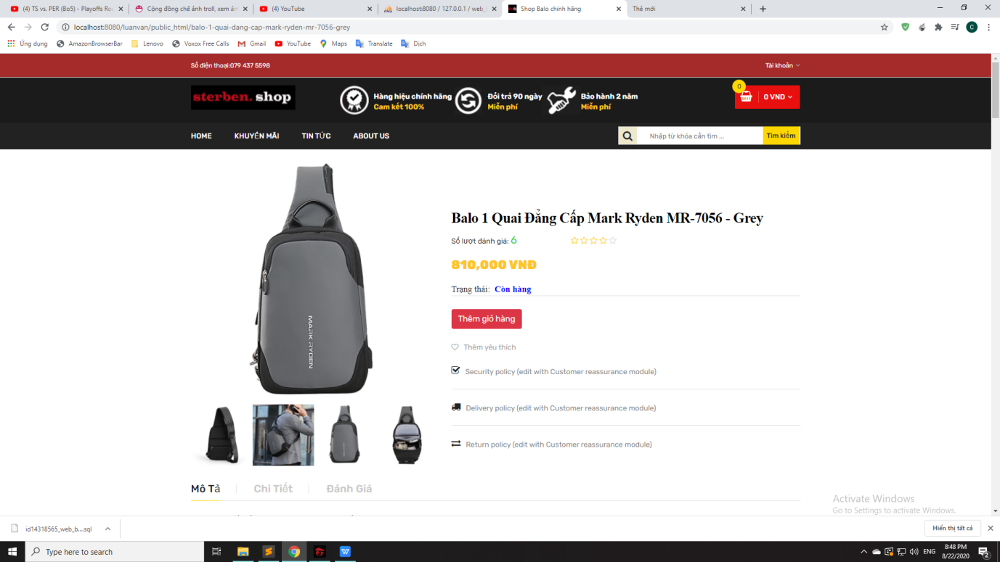 (4) TS vs. PER (Bo5) - Playoffs Rou
Cộng đồng chế ảnh troll, xem ản
(4) YouTube
localhost:8080 / 127.0.0.1 / web_b
Shop Balo chính hãng
Thẻ mới
localhost:8080/luanvan/public_html/balo-1-quai-dang-cap-mark-ryden-mr-7056-grey
C
Ứng dụng
AmazonBrowserBar
Lenovo
Voxox Free Calls
Gmail
YouTube
Maps
Translate
Dịch
Số điện thoại:079 437 5598
Tài khoản
sterben. shop
Hàng hiệu chính hãng
Cam kết 100%
Đổi trả 90 ngày
Miễn phí
Bảo hành 2 năm
Miễn phí
0
0 VND
HOME
KHUYẾN MÃI
TIN TỨC
ABOUT US
Nhập từ khóa cần tìm ...
Tìm kiếm
MARK RYDEN
Balo 1 Quai Đẳng Cấp Mark Ryden MR-7056 - Grey
Số lượt đánh giá: 6
810,000 VNĐ
Trạng thái: Còn hàng
Thêm giỏ hàng
Thêm yêu thích
Security policy (edit with Customer reassurance module)
Delivery policy (edit with Customer reassurance module)
Return policy (edit with Customer reassurance module)
Mô Tả
Chi Tiết
Đánh Giá
Activate Windows
Go to Settings to activate Windows.
id14318565_web_b....sql
Hiển thị tất cả
Type here to search
ENG
8:48 PM
8/22/2020
2